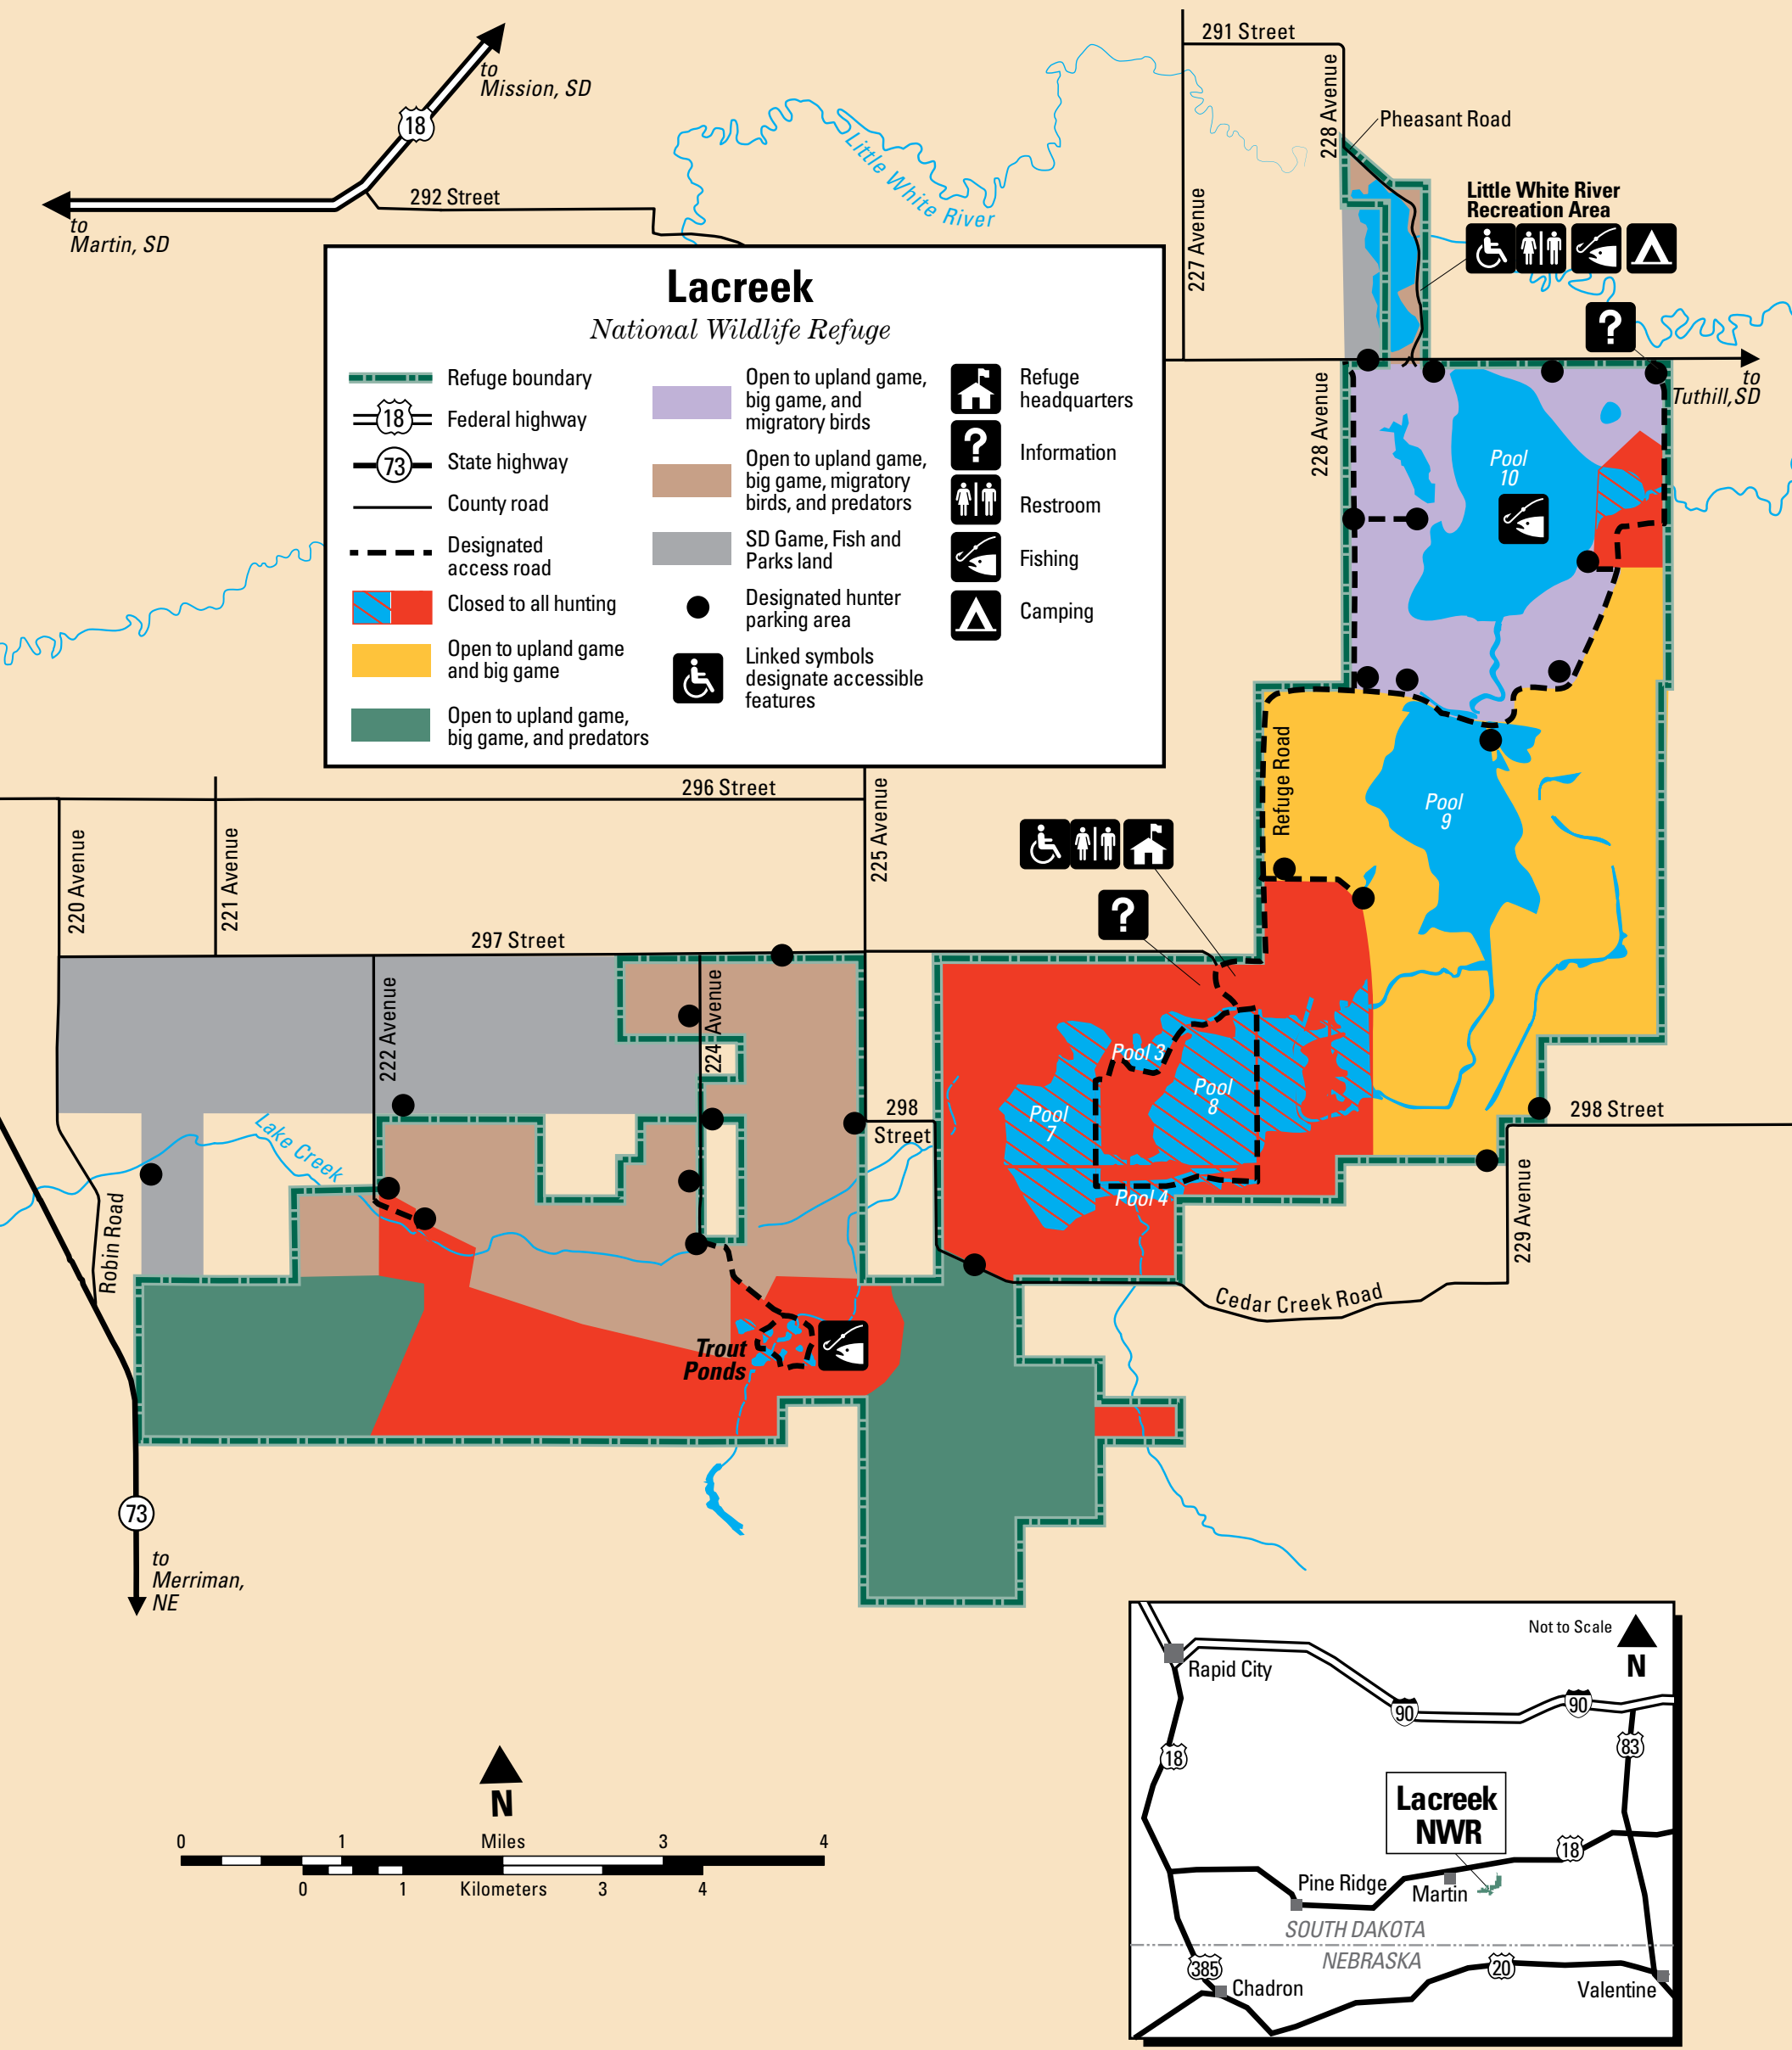 291 Street
228 Avenue
Pheasant Road
to
Mission, SD
18
292 Street
to
Martin, SD
Little White River
227 Avenue
Little White River
Recreation Area
?
to
Tuthill, SD
Lacreek
National Wildlife Refuge
Refuge boundary
18
Federal highway
73
State highway
County road
Designated
access road
Closed to all hunting
Open to upland game
and big game
Open to upland game,
big game, and predators
Open to upland game,
big game, and
migratory birds
Open to upland game,
big game, migratory
birds, and predators
SD Game, Fish and
Parks land
Designated hunter
parking area
Linked symbols
designate accessible
features
Refuge
headquarters
?
Information
Restroom
Fishing
Camping
228 Avenue
Pool
10
Refuge Road
Pool
9
296 Street
225 Avenue
220 Avenue
221 Avenue
297 Street
?
222 Avenue
224 Avenue
298
Street
Pool 3
Pool
8
Pool
7
Pool 4
298 Street
229 Avenue
Lake Creek
Robin Road
Cedar Creek Road
Trout
Ponds
73
to
Merriman,
NE
N
0
1
Miles
3
4
0
1
Kilometers
3
4
Not to Scale
N
Rapid City
90
90
83
18
Lacreek
NWR
18
Pine Ridge
Martin
SOUTH DAKOTA
NEBRASKA
385
Chadron
20
Valentine